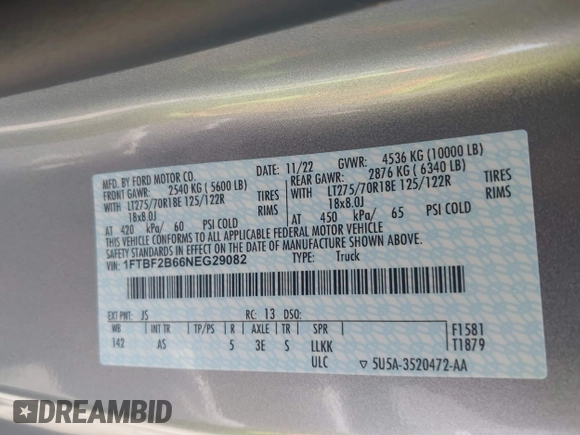 MFD. BY FORD MOTOR CO. DATE: 11/22 GVWR: 4536 KG (10000 LB)
FRONT GAWR: 2540 KG (5600 LB) REAR GAWR: 2876 KG (6340 LB)
WITH LT275/70R18E 125/122R TIRES WITH LT275/70R18E 125/122R TIRES
18x8.0J RIMS 18x8.0J RIMS
AT 420 kPa/ 60 PSI COLD AT 450 kPa/ 65 PSI COLD
THIS VEHICLE CONFORMS TO ALL APPLICABLE FEDERAL MOTOR VEHICLE
SAFETY STANDARDS IN EFFECT ON THE DATE OF MANUFACTURE SHOWN ABOVE.
VIN: 1FTBF2B66NEG29082 TYPE: Truck
EXT PNT: JS RC: 13 DSO:
WB INT TR TP/PS R AXLE TR SPR F1581
142 AS 5 3E S LLKK T1879
ULC ▽ 5U5A-3520472-AA
DREAMBID